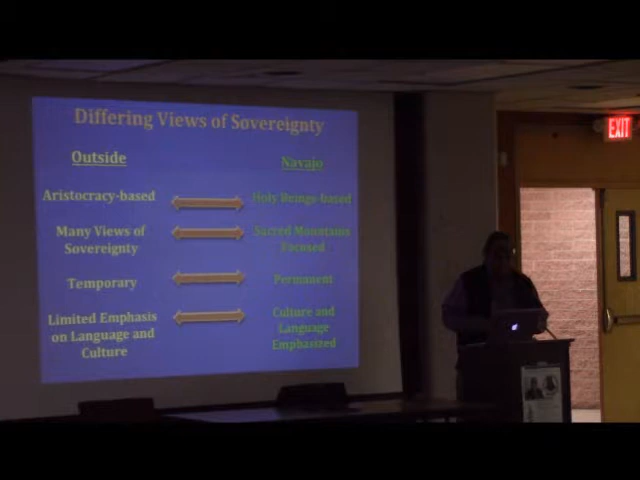 Differing Views of Sovereignty
Outside
Navajo
Aristocracy-based
Holy Beings-based
Many Views of
Sovereignty
Sacred Mountains
Focused
Temporary
Permanent
Limited Emphasis
on Language and
Culture
Culture and
Language
Emphasized
EXIT